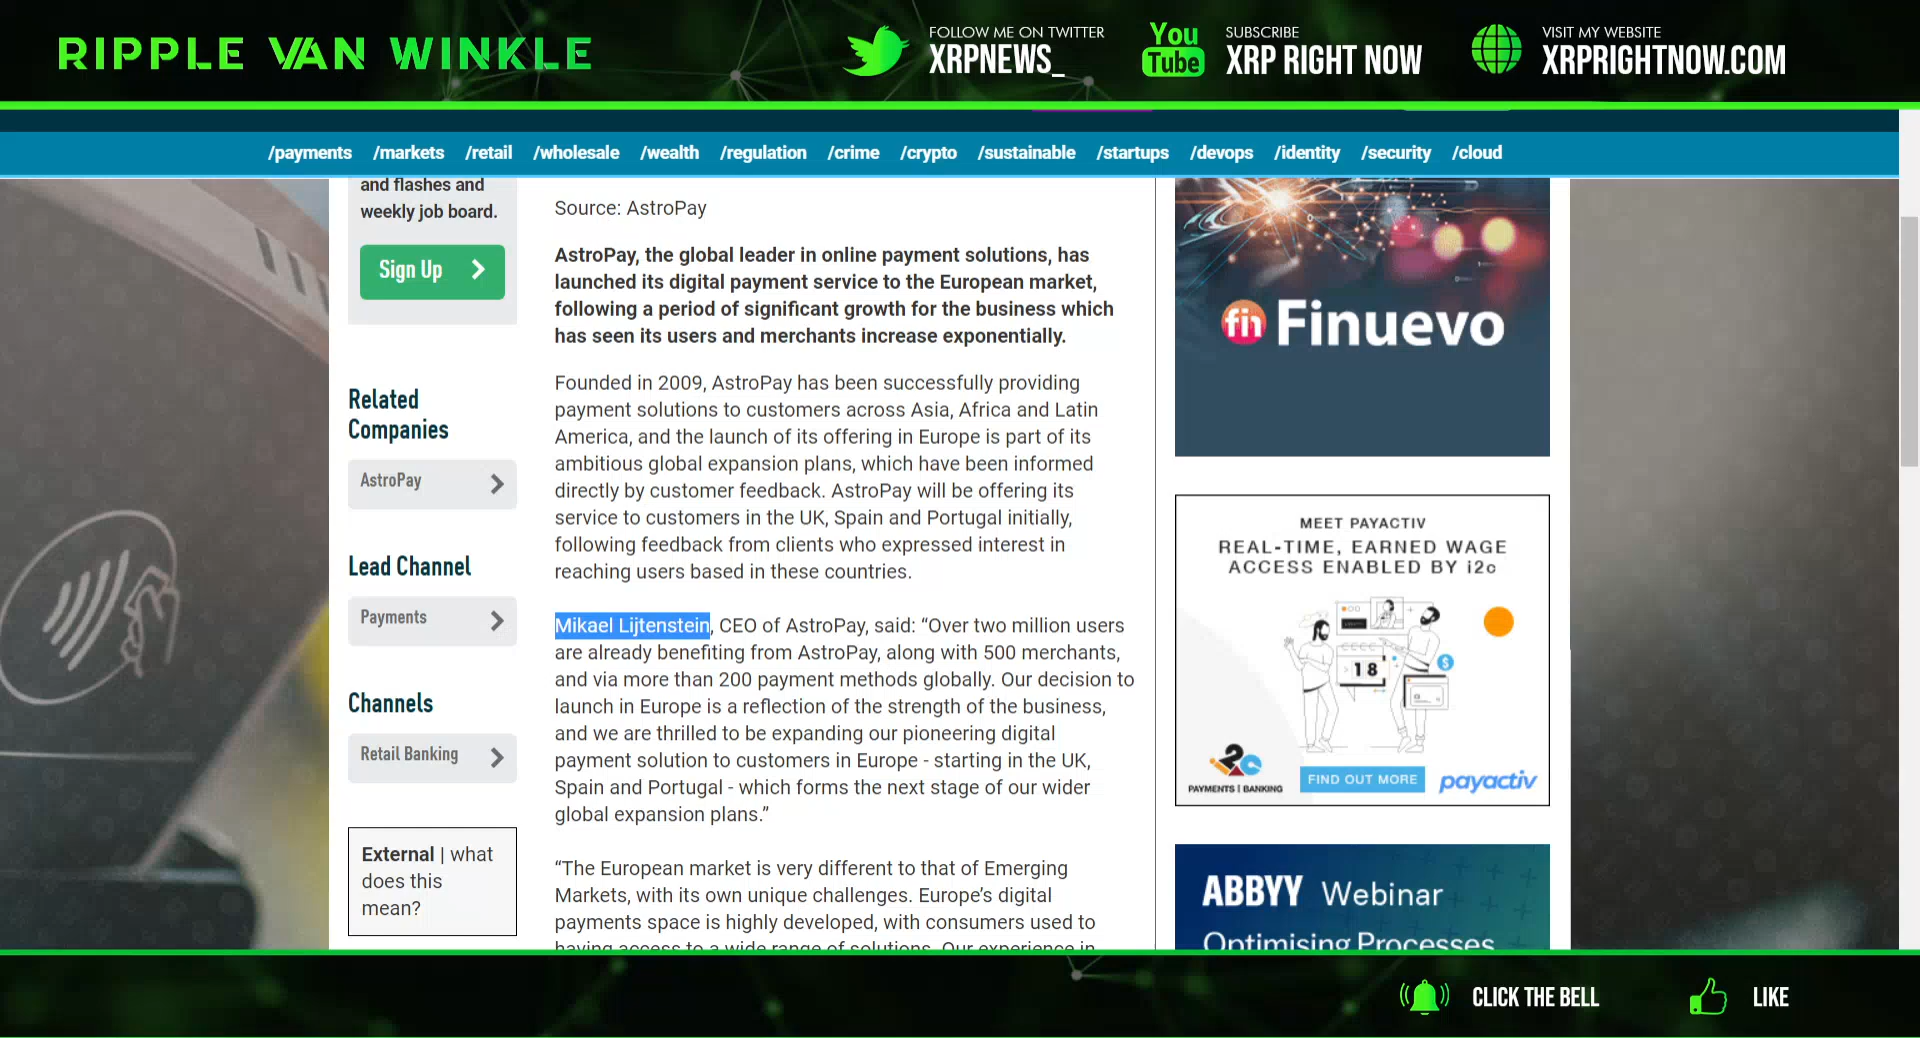 RIPPLE VAN WINKLE
FOLLOW ME ON TWITTER
XRPNEWS_
You
Tube
SUBSCRIBE
XRP RIGHT NOW
VISIT MY WEBSITE
XRPRIGHTNOW.COM
/payments /markets /retail /wholesale /wealth /regulation /crime /crypto /sustainable /startups /devops /identity /security /cloud
and flashes and
weekly job board.
Sign Up
Related
Companies
AstroPay
Lead Channel
Payments
Channels
Retail Banking
External | what
does this
mean?
Source: AstroPay
AstroPay, the global leader in online payment solutions, has
launched its digital payment service to the European market,
following a period of significant growth for the business which
has seen its users and merchants increase exponentially.
Founded in 2009, AstroPay has been successfully providing
payment solutions to customers across Asia, Africa and Latin
America, and the launch of its offering in Europe is part of its
ambitious global expansion plans, which have been informed
directly by customer feedback. AstroPay will be offering its
service to customers in the UK, Spain and Portugal initially,
following feedback from clients who expressed interest in
reaching users based in these countries.
Mikael Lijtenstein, CEO of AstroPay, said: “Over two million users
are already benefiting from AstroPay, along with 500 merchants,
and via more than 200 payment methods globally. Our decision to
launch in Europe is a reflection of the strength of the business,
and we are thrilled to be expanding our pioneering digital
payment solution to customers in Europe - starting in the UK,
Spain and Portugal - which forms the next stage of our wider
global expansion plans.”
“The European market is very different to that of Emerging
Markets, with its own unique challenges. Europe’s digital
payments space is highly developed, with consumers used to
having access to a wide range of solutions. Our experience in
fin Finuevo
MEET PAYACTIV
REAL-TIME, EARNED WAGE
ACCESS ENABLED BY i2c
18
$
i2c
PAYMENTS | BANKING
FIND OUT MORE
payactiv
ABBYY Webinar
Optimising Processes
CLICK THE BELL
LIKE